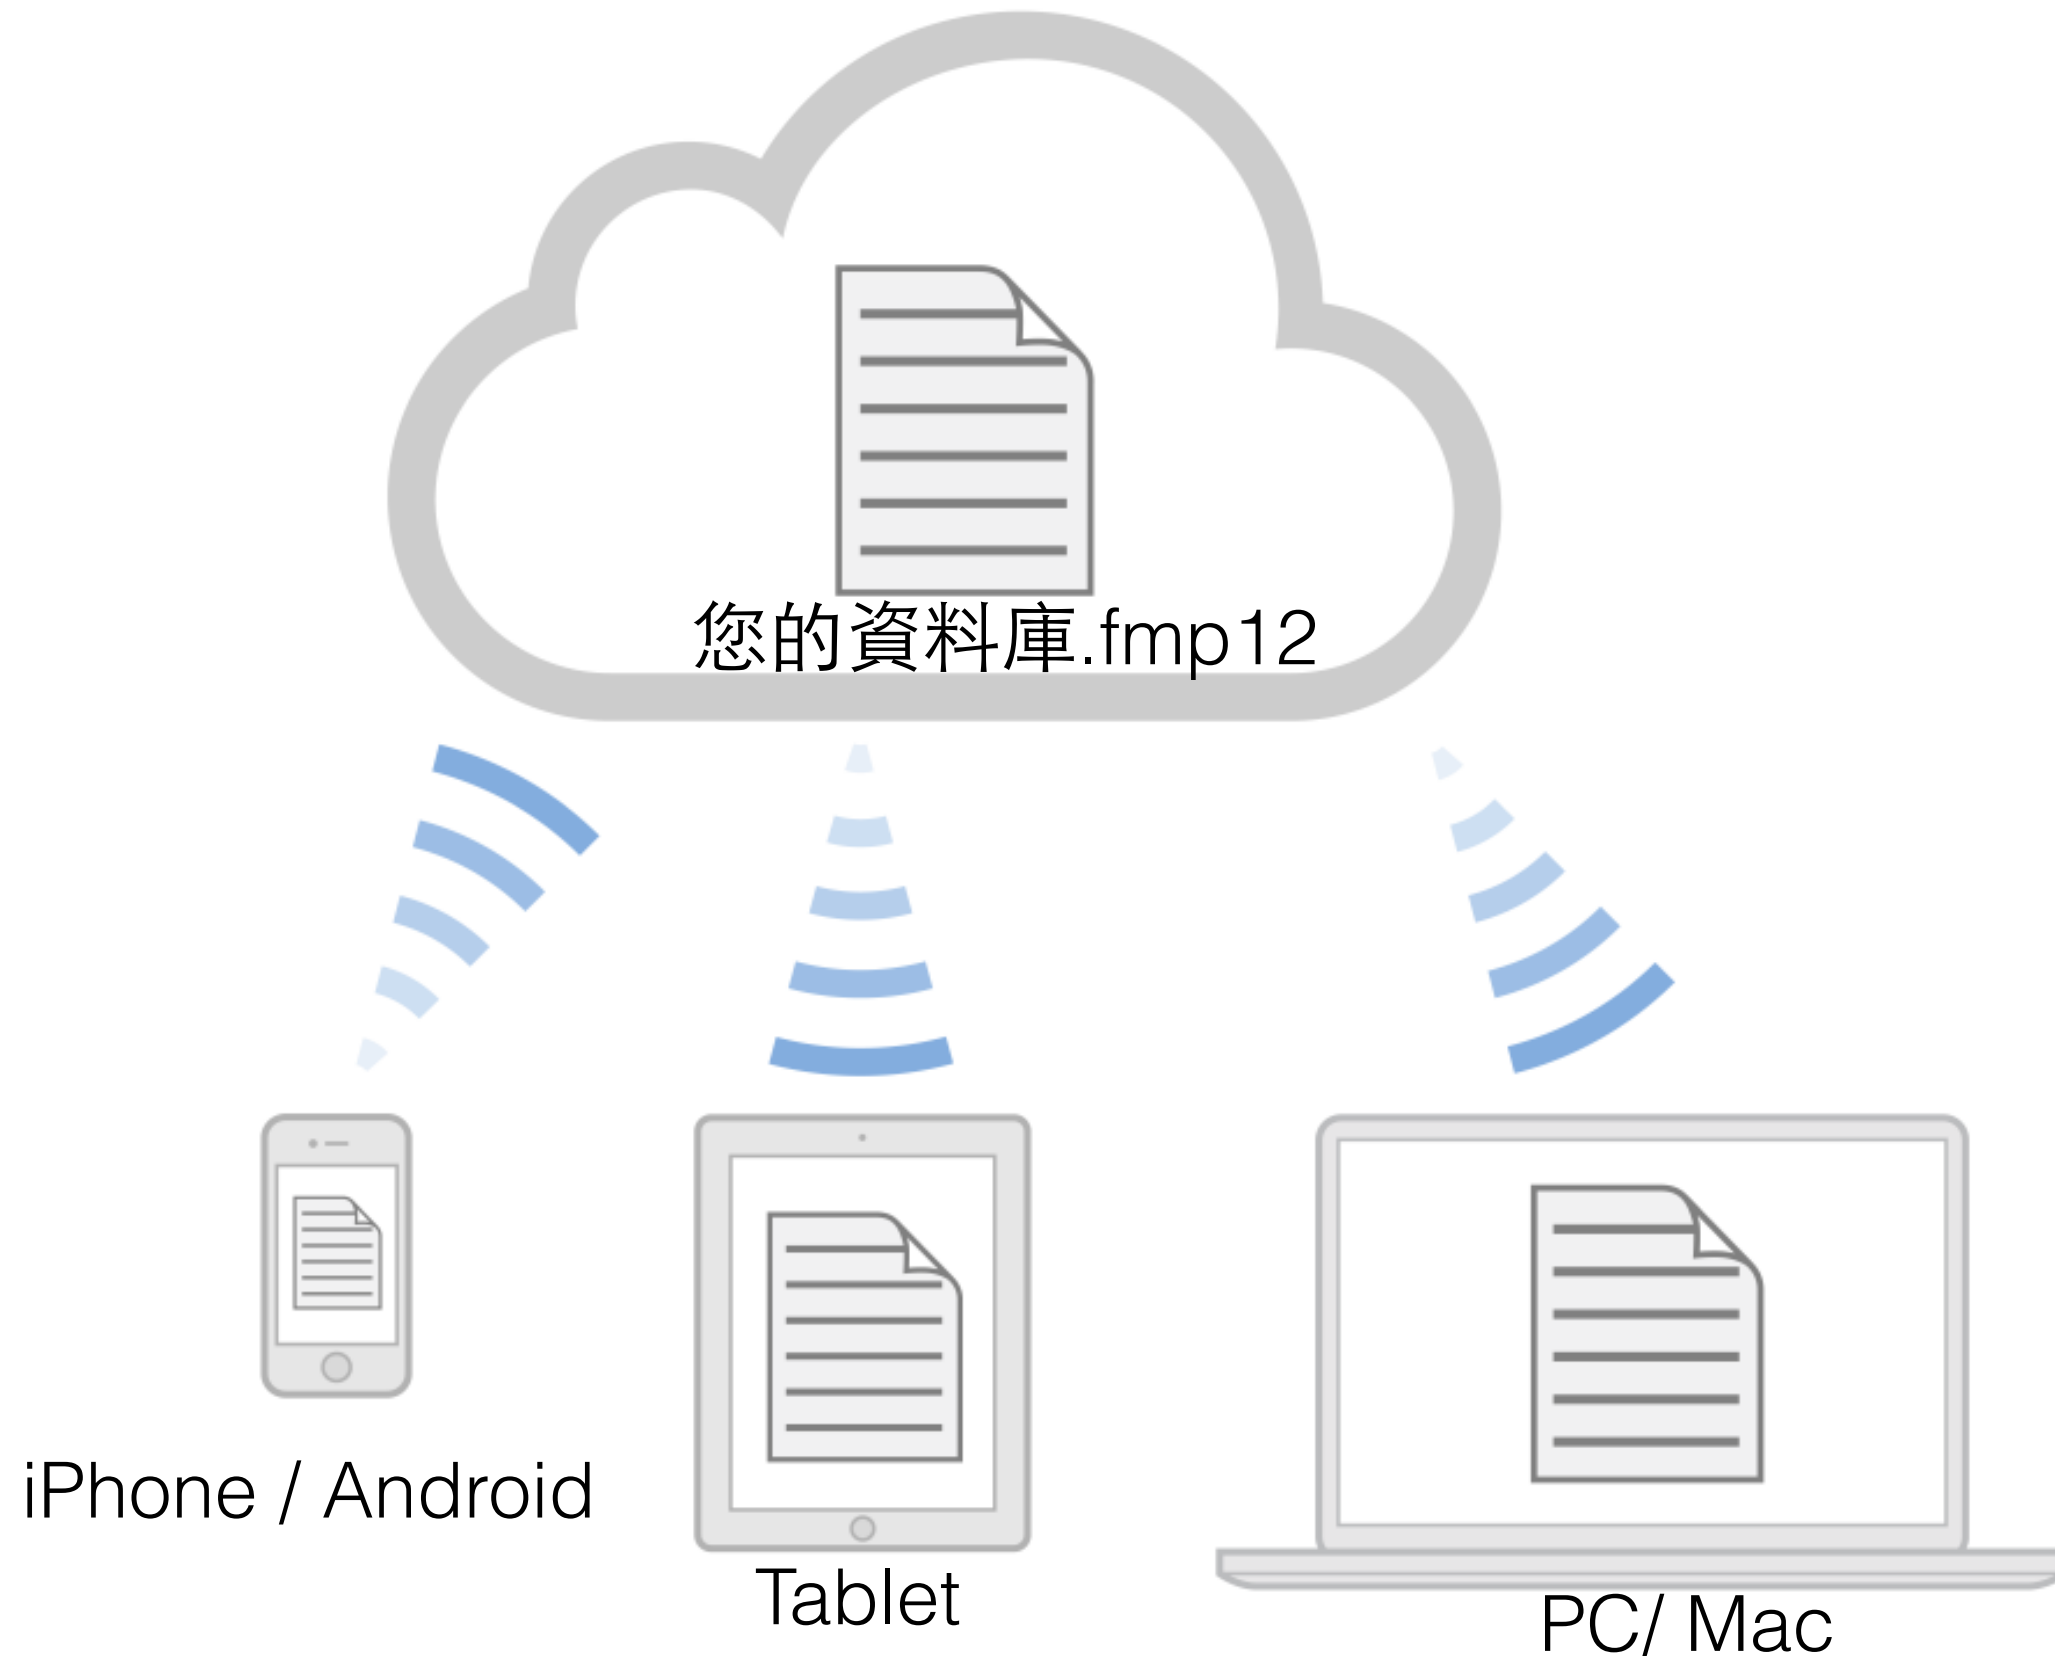 您的資料庫.fmp12
iPhone / Android
Tablet
PC/ Mac